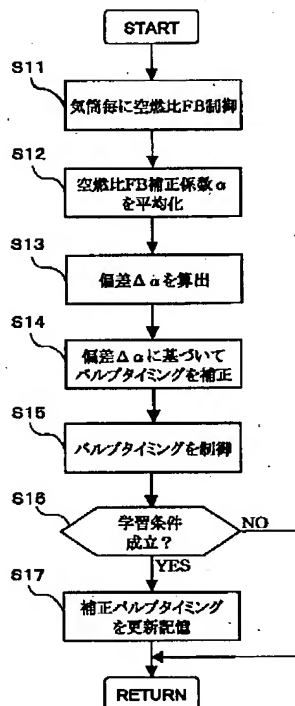 START
S11
気筒毎に空燃比FB制御
S12
空燃比FB補正係数α
を平均化
S13
偏差Δαを算出
S14
偏差Δαに基づいて
バルブタイミングを補正
S15
バルブタイミングを制御
S16
学習条件
成立?
NO
YES
S17
補正バルブタイミング
を更新記憶
RETURN